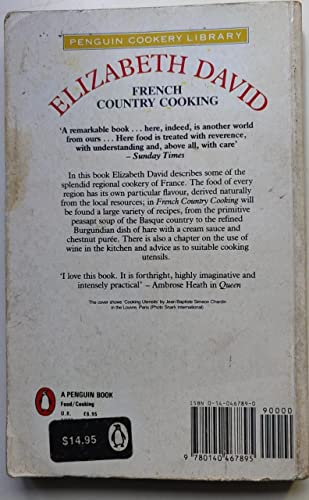 PENGUIN COOKERY LIBRARY
ELIZABETH DAVID
FRENCH
COUNTRY COOKING
'A remarkable book . . . here, indeed, is another world
from ours . . . Here food is treated with reverence,
with understanding and, above all, with care'
– Sunday Times
In this book Elizabeth David describes some of
the splendid regional cookery of France. The food of every
region has its own particular flavour, derived naturally
from the local resources; in French Country Cooking will
be found a large variety of recipes, from the primitive
peasant soup of the Basque country to the refined
Burgundian dish of hare with a cream sauce and
chestnut purée. There is also a chapter on the use of
wine in the kitchen and advice as to suitable cooking
utensils.
'I love this book. It is forthright, highly imaginative and
intensely practical' – Ambrose Heath in Queen
The cover shows 'Cooking Utensils' by Jean Baptiste Simeon Chardin
in the Louvre, Paris (Photo Snark International)
A PENGUIN BOOK
Food/Cooking
U.K. £6.95
$14.95
ISBN 0-14-046789-0
90000
9 780140 467895